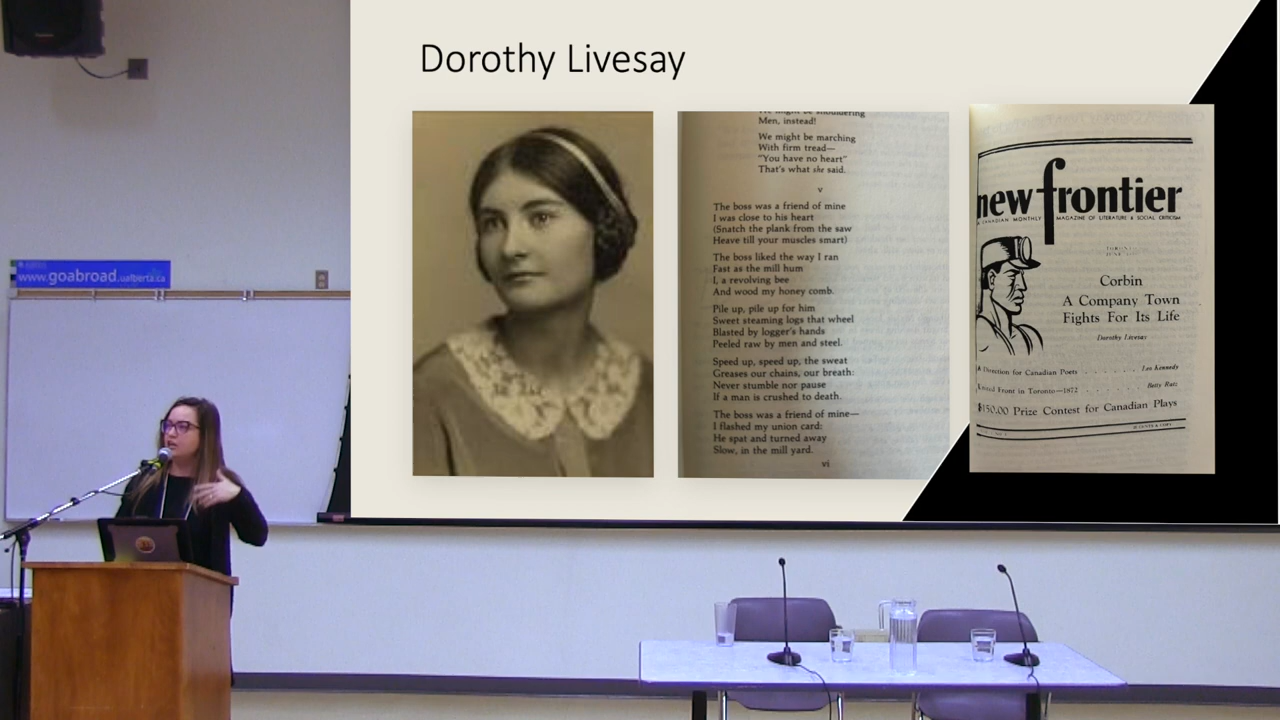 Dorothy Livesay
Men, instead!
We might be marching
With firm tread—
"You have no heart"
That's what she said.
v
The boss was a friend of mine
I was close to his heart
(Snatch the plank from the saw
Heave till your muscles smart)
The boss liked the way I ran
Fast as the mill hum
I, a revolving bee
And wood my honey comb.
Pile up, pile up for him
Sweet steaming logs that wheel
Blasted by logger's hands
Peeled raw by men and steel.
Speed up, speed up, the sweat
Greases our chains, our breath:
Never stumble nor pause
If a man is crushed to death.
The boss was a friend of mine—
I flashed my union card:
He spat and turned away
Slow, in the mill yard.
vi
new frontier
A CANADIAN MONTHLY MAGAZINE OF LITERATURE & SOCIAL CRITICISM
Corbin
A Company Town
Fights For Its Life
Dorothy Livesay
A Direction for Canadian Poets . . . . . . . . . Leo Kennedy
United Front in Toronto—1872 . . . . . . . . . Betty Ratz
$150.00 Prize Contest for Canadian Plays
www.goabroad.ualberta.ca